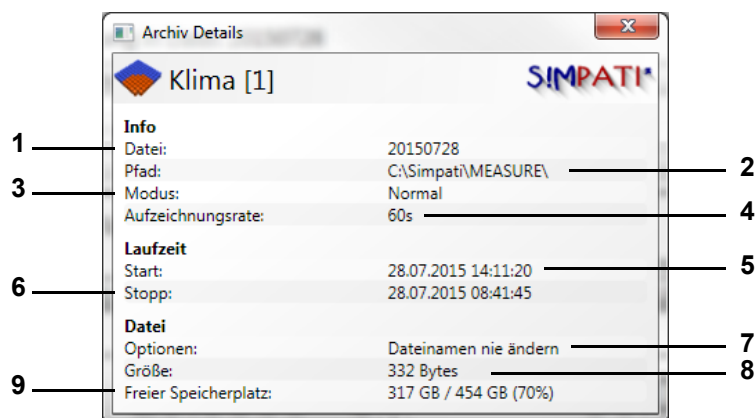 Archiv Details
Klima [1]
S!MPATI*
Info
1 Datei: 20150728
Pfad: C:\Simpati\MEASURE\ 2
3 Modus: Normal
Aufzeichnungsrate: 60s 4
Laufzeit
Start: 28.07.2015 14:11:20 5
6 Stopp: 28.07.2015 08:41:45
Datei
Optionen: Dateinamen nie ändern 7
Größe: 332 Bytes 8
9 Freier Speicherplatz: 317 GB / 454 GB (70%)